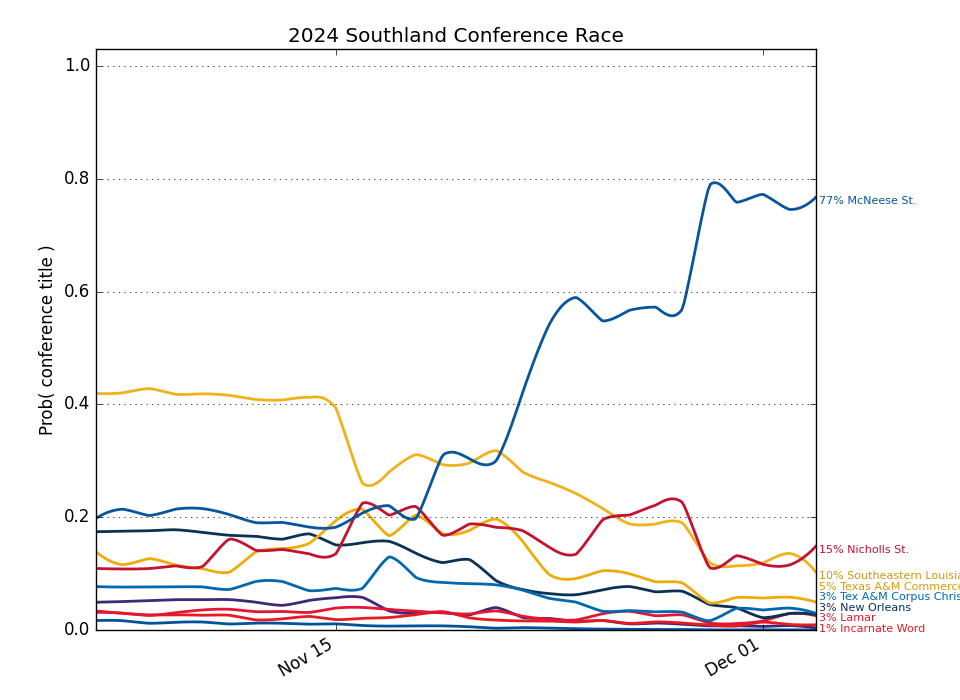 2024 Southland Conference Race
Prob( conference title )
1.0
0.8
0.6
0.4
0.2
0.0
Nov 15
Dec 01
77% McNeese St.
15% Nicholls St.
10% Southeastern Louisia
5% Texas A&M Commerce
3% Tex A&M Corpus Chris
3% New Orleans
3% Lamar
1% Incarnate Word